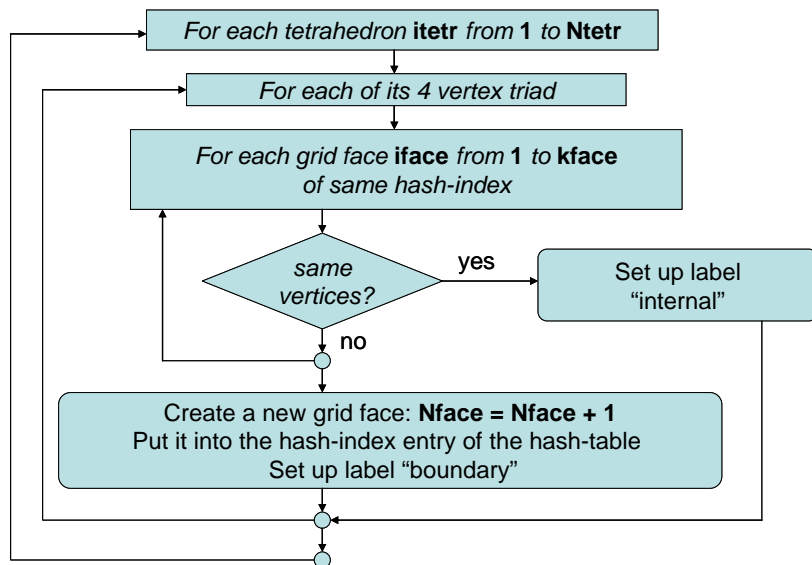 For each tetrahedron itetr from 1 to Ntetr
For each of its 4 vertex triad
For each grid face iface from 1 to kface
of same hash-index
same
vertices?
yes
Set up label
“internal”
no
Create a new grid face: Nface = Nface + 1
Put it into the hash-index entry of the hash-table
Set up label “boundary”